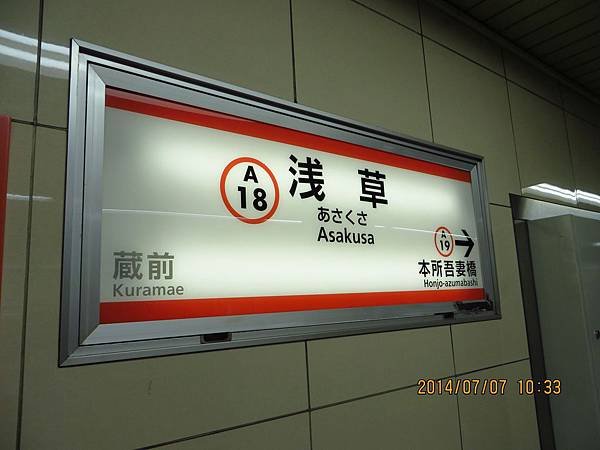 A
18
浅草
あさくさ
Asakusa
蔵前
Kuramae
A
19
本所吾妻橋
Honjo-azumabashi
2014/07/07 10:33